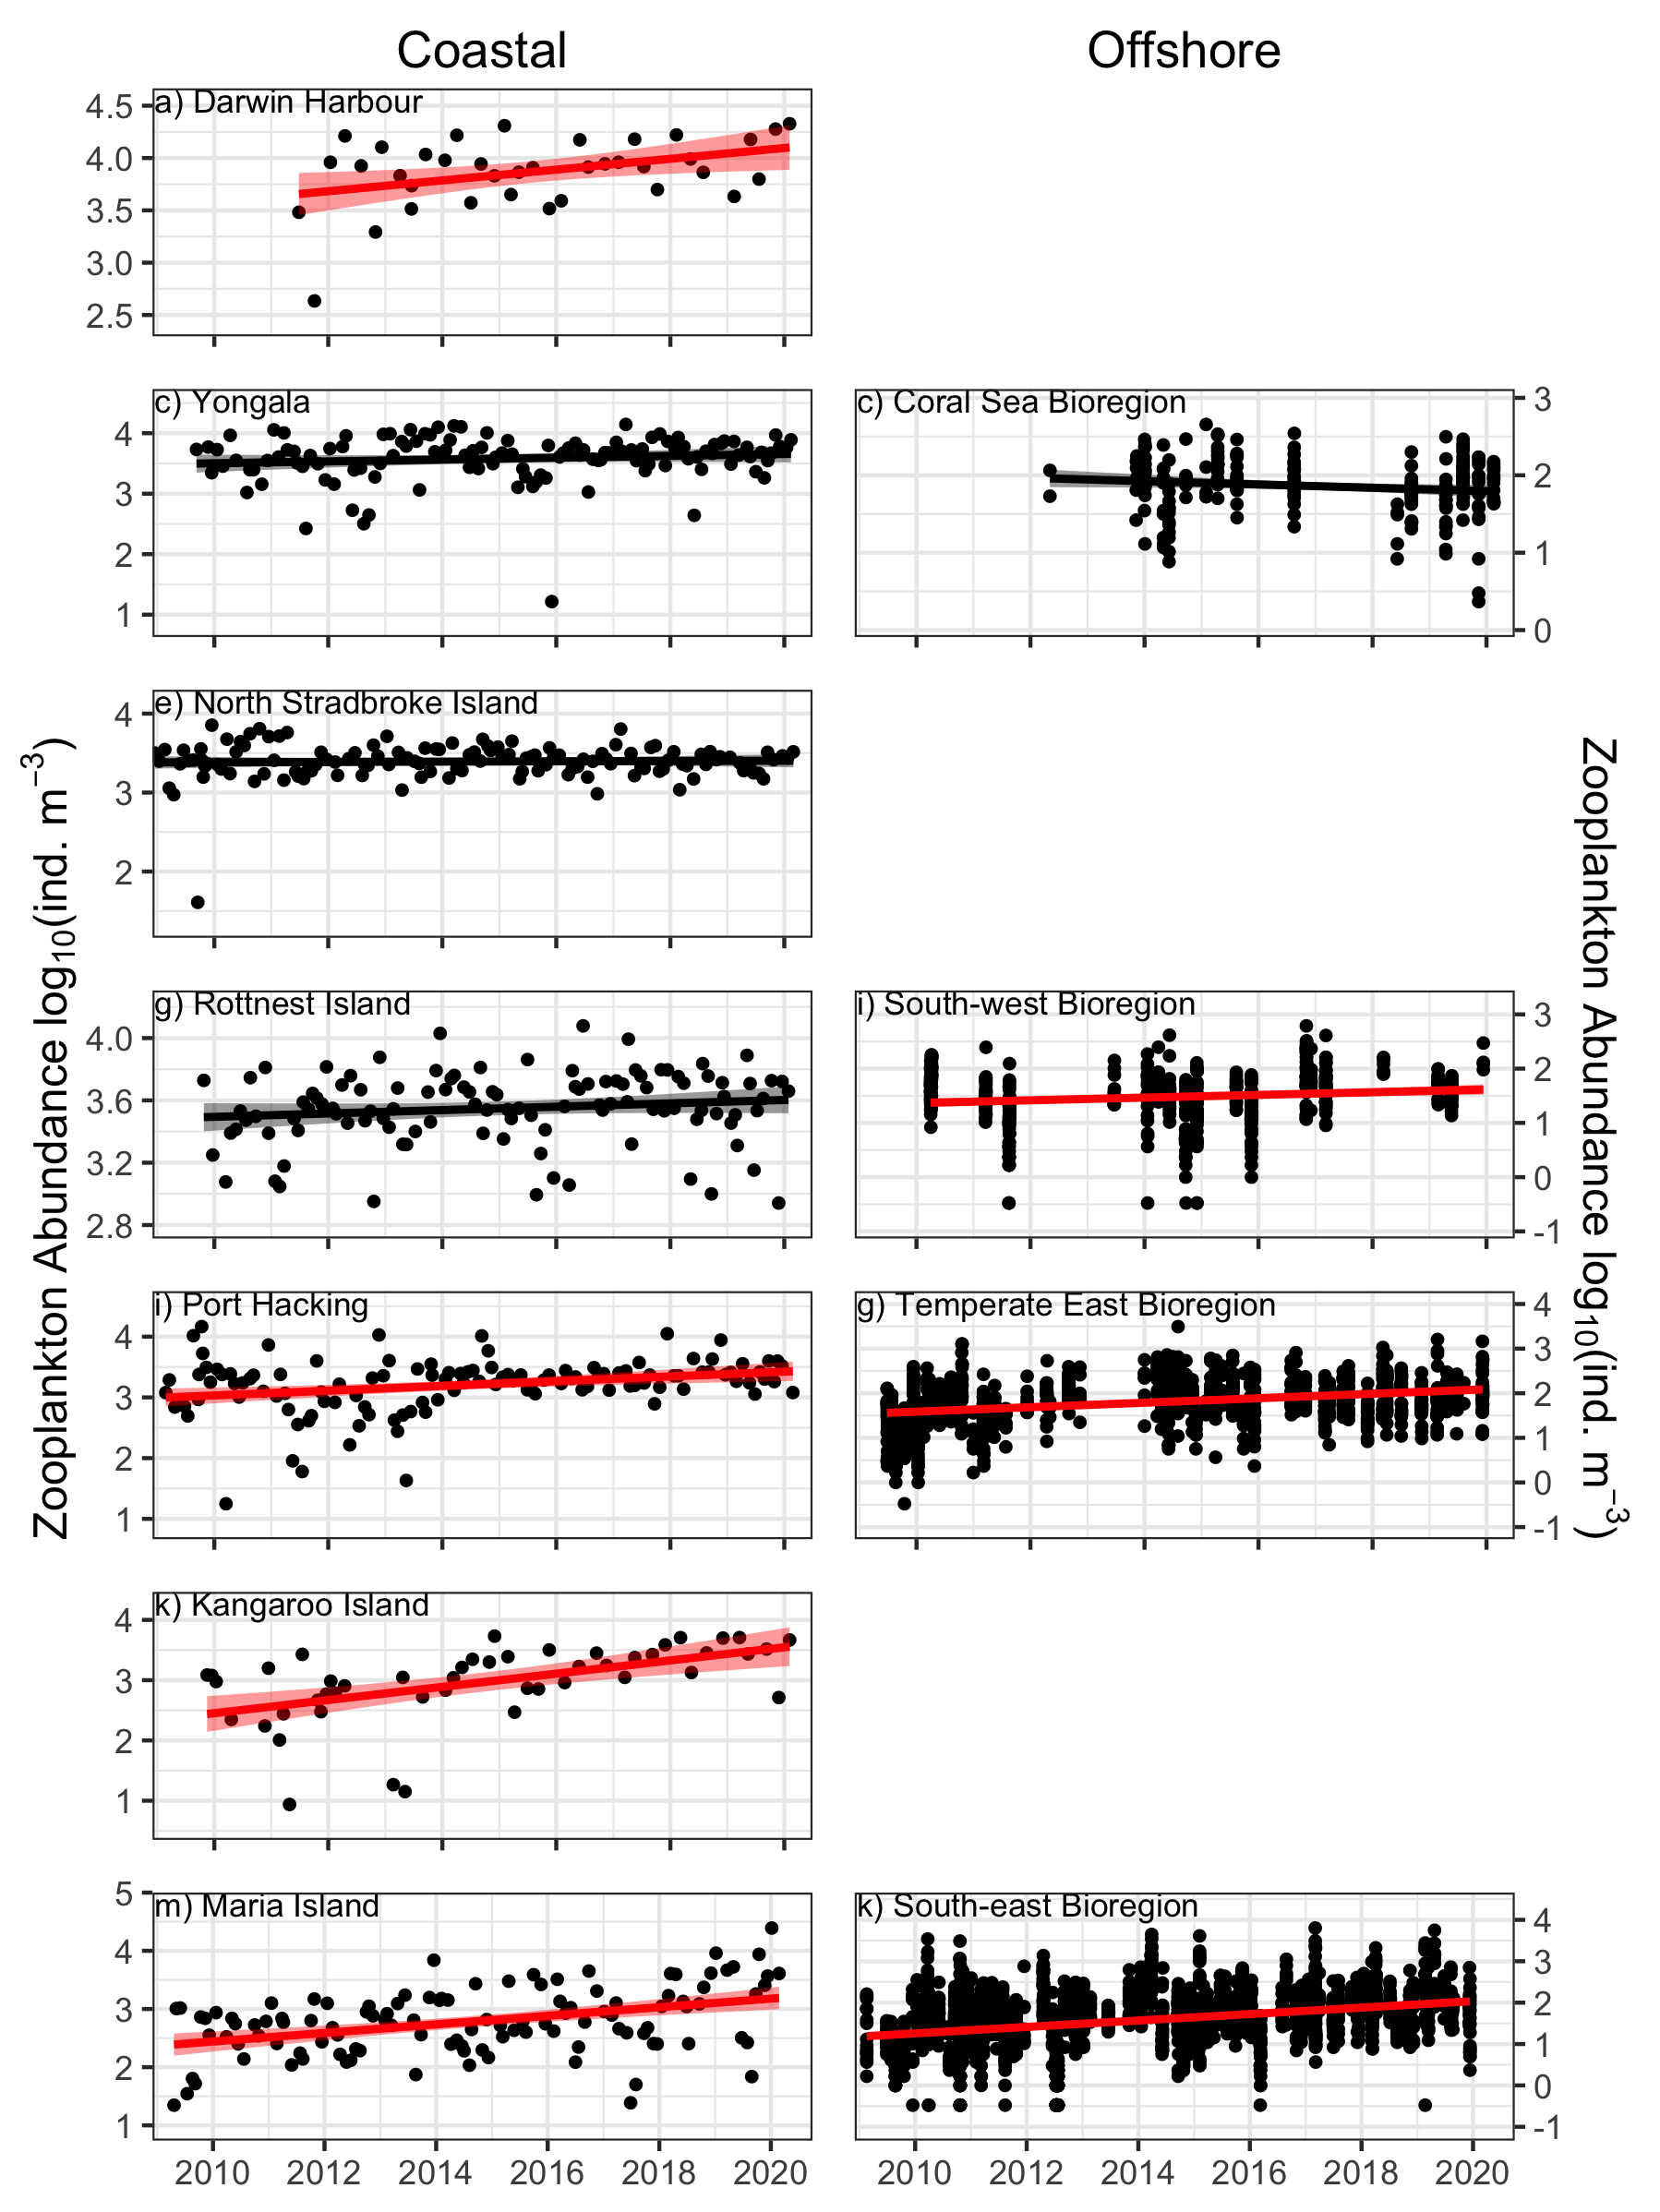 Coastal
Offshore
Zooplankton Abundance log₁₀(ind. m⁻³)
Zooplankton Abundance log₁₀(ind. m⁻³)
a) Darwin Harbour
4.5
4.0
3.5
3.0
2.5
c) Yongala
4
3
2
1
c) Coral Sea Bioregion
3
2
1
0
e) North Stradbroke Island
4
3
2
g) Rottnest Island
4.0
3.6
3.2
2.8
i) South-west Bioregion
3
2
1
0
-1
i) Port Hacking
4
3
2
1
g) Temperate East Bioregion
4
3
2
1
0
-1
k) Kangaroo Island
4
3
2
1
m) Maria Island
5
4
3
2
1
k) South-east Bioregion
4
3
2
1
0
-1
2010 2012 2014 2016 2018 2020
2010 2012 2014 2016 2018 2020